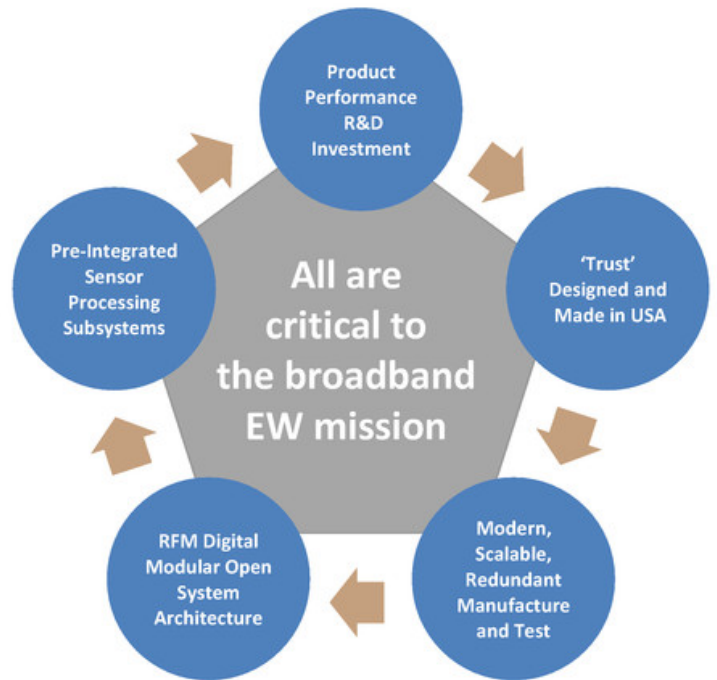 Product
Performance
R&D
Investment
‘Trust’
Designed and
Made in USA
Modern,
Scalable,
Redundant
Manufacture
and Test
RFM Digital
Modular Open
System
Architecture
Pre-Integrated
Sensor
Processing
Subsystems
All are
critical to
the broadband
EW mission